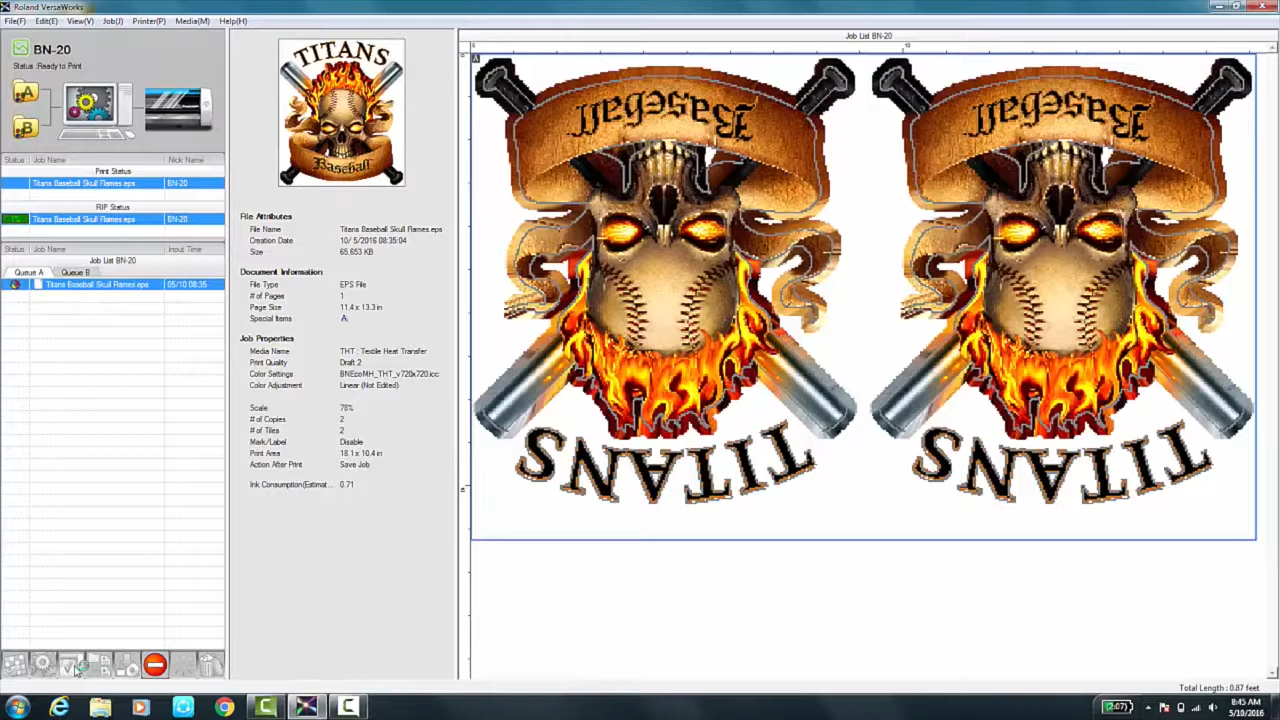 Roland VersaWorks
File(F) Edit(E) View(V) Job(J) Printer(P) Media(M) Help(H)
BN-20
Status :Ready to Print
A
B
Status Job Name Nick Name
Print Status
Titans Baseball Skull Flames.eps BN-20
RIP Status
Titans Baseball Skull Flames.eps BN-20
Status Job Name Input Time
Job List BN-20
Queue A Queue B
Titans Baseball Skull Flames.eps 05/10 08:35
TITANS
Baseball
File Attributes
File Name Titans Baseball Skull Flames.eps
Creation Date 10/ 5/2016 08:35:04
Size 65,653 KB
Document Information
File Type EPS File
# of Pages 1
Page Size 11.4 x 13.3 in
Special Items A;
Job Properties
Media Name THT : Textile Heat Transfer
Print Quality Draft 2
Color Settings BNEcoMH_THT_v720x720.icc
Color Adjustment Linear (Not Edited)
Scale 78%
# of Copies 2
# of Tiles 2
Mark/Label Disable
Print Area 18.1 x 10.4 in
Action After Print Save Job
Ink Consumption(Estimat... 0.71
Job List BN-20
0 10
A
Baseball Baseball
TITANS TITANS
Total Length : 0.87 feet
(2:07)
8:45 AM
5/10/2016